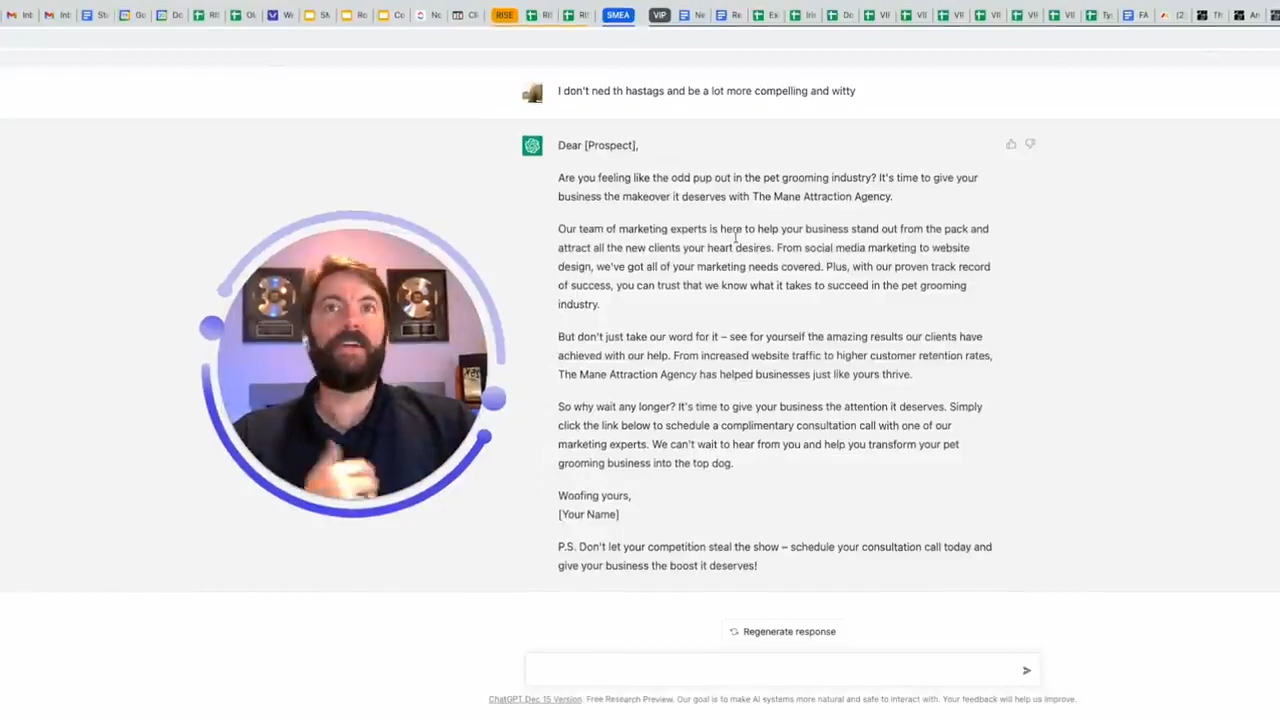 RISE
SMEA
VIP
I don't ned th hastags and be a lot more compelling and witty
Dear [Prospect],
Are you feeling like the odd pup out in the pet grooming industry? It's time to give your
business the makeover it deserves with The Mane Attraction Agency.
Our team of marketing experts is here to help your business stand out from the pack and
attract all the new clients your heart desires. From social media marketing to website
design, we've got all of your marketing needs covered. Plus, with our proven track record
of success, you can trust that we know what it takes to succeed in the pet grooming
industry.
But don't just take our word for it – see for yourself the amazing results our clients have
achieved with our help. From increased website traffic to higher customer retention rates,
The Mane Attraction Agency has helped businesses just like yours thrive.
So why wait any longer? It's time to give your business the attention it deserves. Simply
click the link below to schedule a complimentary consultation call with one of our
marketing experts. We can't wait to hear from you and help you transform your pet
grooming business into the top dog.
Woofing yours,
[Your Name]
P.S. Don't let your competition steal the show – schedule your consultation call today and
give your business the boost it deserves!
Regenerate response
ChatGPT Dec 15 Version. Free Research Preview. Our goal is to make AI systems more natural and safe to interact with. Your feedback will help us improve.